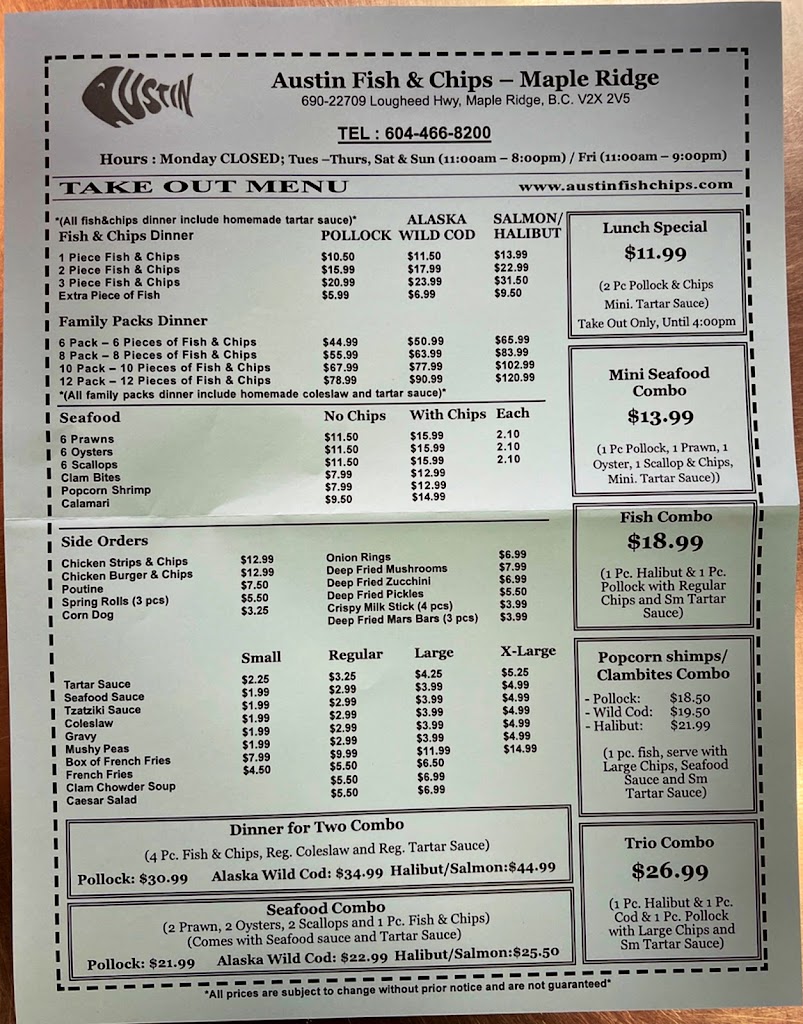 AUSTIN
Austin Fish & Chips – Maple Ridge
690-22709 Lougheed Hwy, Maple Ridge, B.C. V2X 2V5
TEL : 604-466-8200
Hours : Monday CLOSED; Tues –Thurs, Sat & Sun (11:00am – 8:00pm) / Fri (11:00am – 9:00pm)
TAKE OUT MENU www.austinfishchips.com
*(All fish&chips dinner include homemade tartar sauce)* ALASKA SALMON/
Fish & Chips Dinner POLLOCK WILD COD HALIBUT
1 Piece Fish & Chips $10.50 $11.50 $13.99
2 Piece Fish & Chips $15.99 $17.99 $22.99
3 Piece Fish & Chips $20.99 $23.99 $31.50
Extra Piece of Fish $5.99 $6.99 $9.50
Family Packs Dinner
6 Pack – 6 Pieces of Fish & Chips $44.99 $50.99 $65.99
8 Pack – 8 Pieces of Fish & Chips $55.99 $63.99 $83.99
10 Pack – 10 Pieces of Fish & Chips $67.99 $77.99 $102.99
12 Pack – 12 Pieces of Fish & Chips $78.99 $90.99 $120.99
*(All family packs dinner include homemade coleslaw and tartar sauce)*
Seafood No Chips With Chips Each
6 Prawns $11.50 $15.99 2.10
6 Oysters $11.50 $15.99 2.10
6 Scallops $11.50 $15.99 2.10
Clam Bites $7.99 $12.99
Popcorn Shrimp $7.99 $12.99
Calamari $9.50 $14.99
Side Orders
Chicken Strips & Chips $12.99
Chicken Burger & Chips $12.99
Poutine $7.50
Spring Rolls (3 pcs) $5.50
Corn Dog $3.25
Onion Rings $6.99
Deep Fried Mushrooms $7.99
Deep Fried Zucchini $6.99
Deep Fried Pickles $5.50
Crispy Milk Stick (4 pcs) $3.99
Deep Fried Mars Bars (3 pcs) $3.99
Small Regular Large X-Large
Tartar Sauce $2.25 $3.25 $4.25 $5.25
Seafood Sauce $1.99 $2.99 $3.99 $4.99
Tzatziki Sauce $1.99 $2.99 $3.99 $4.99
Coleslaw $1.99 $2.99 $3.99 $4.99
Gravy $1.99 $2.99 $3.99 $4.99
Mushy Peas $1.99 $2.99 $3.99 $4.99
Box of French Fries $7.99 $9.99 $11.99 $14.99
French Fries $4.50 $5.50 $6.50
Clam Chowder Soup $5.50 $6.99
Caesar Salad $5.50 $6.99
Dinner for Two Combo
(4 Pc. Fish & Chips, Reg. Coleslaw and Reg. Tartar Sauce)
Pollock: $30.99 Alaska Wild Cod: $34.99 Halibut/Salmon:$44.99
Seafood Combo
(2 Prawn, 2 Oysters, 2 Scallops and 1 Pc. Fish & Chips)
(Comes with Seafood sauce and Tartar Sauce)
Pollock: $21.99 Alaska Wild Cod: $22.99 Halibut/Salmon:$25.50
Lunch Special
$11.99
(2 Pc Pollock & Chips
Mini. Tartar Sauce)
Take Out Only, Until 4:00pm
Mini Seafood
Combo
$13.99
(1 Pc Pollock, 1 Prawn, 1
Oyster, 1 Scallop & Chips,
Mini. Tartar Sauce))
Fish Combo
$18.99
(1 Pc. Halibut & 1 Pc.
Pollock with Regular
Chips and Sm Tartar
Sauce)
Popcorn shimps/
Clambites Combo
- Pollock: $18.50
- Wild Cod: $19.50
- Halibut: $21.99
(1 pc. fish, serve with
Large Chips, Seafood
Sauce and Sm
Tartar Sauce)
Trio Combo
$26.99
(1 Pc. Halibut & 1 Pc.
Cod & 1 Pc. Pollock
with Large Chips and
Sm Tartar Sauce)
*All prices are subject to change without prior notice and are not guaranteed*